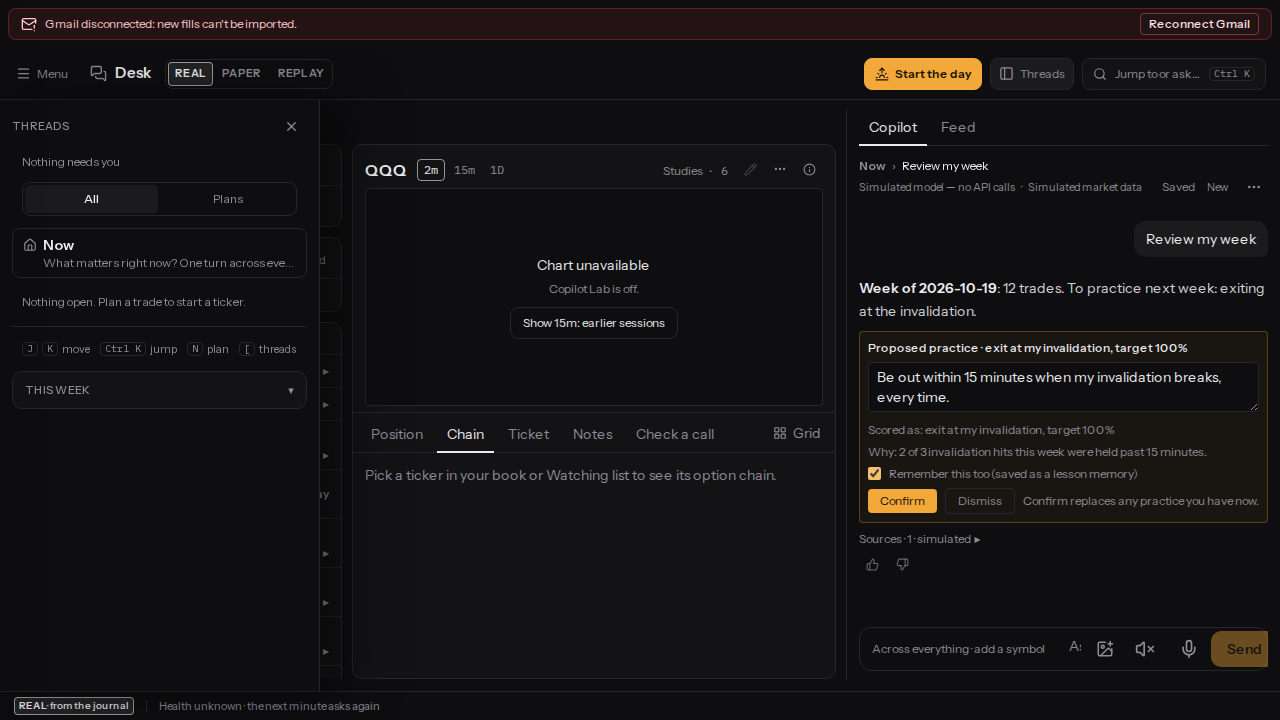 Gmail disconnected: new fills can't be imported.
Reconnect Gmail
Menu
Desk
REAL PAPER REPLAY
Start the day
Threads
Jump to or ask... Ctrl K
THREADS
Nothing needs you
All Plans
Now
What matters right now? One turn across eve...
Nothing open. Plan a trade to start a ticker.
J K move Ctrl K jump N plan [ threads
THIS WEEK
QQQ 2m 15m 1D Studies · 6
Chart unavailable
Copilot Lab is off.
Show 15m: earlier sessions
Position Chain Ticket Notes Check a call Grid
Pick a ticker in your book or Watching list to see its option chain.
Copilot Feed
Now › Review my week
Simulated model — no API calls · Simulated market data Saved New
Review my week
Week of 2026-10-19: 12 trades. To practice next week: exiting
at the invalidation.
Proposed practice · exit at my invalidation, target 100%
Be out within 15 minutes when my invalidation breaks,
every time.
Scored as: exit at my invalidation, target 100%
Why: 2 of 3 invalidation hits this week were held past 15 minutes.
Remember this too (saved as a lesson memory)
Confirm Dismiss Confirm replaces any practice you have now.
Sources · 1 · simulated
Across everything · add a symbol
Send
REAL · from the journal
Health unknown · the next minute asks again